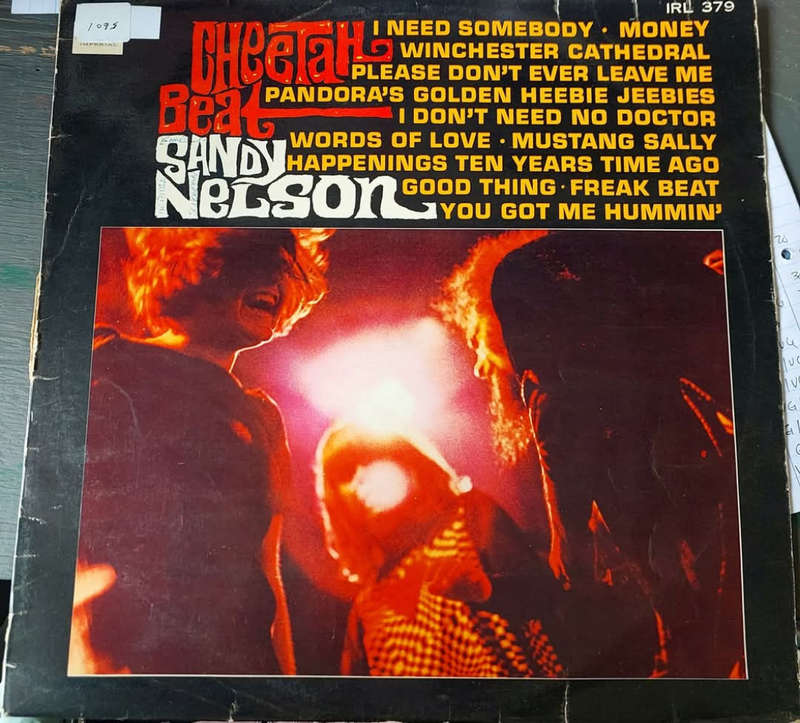 IRL 379
1095
IMPERIAL
CHEETAH
BEAT
SANDY
NELSON
I NEED SOMEBODY · MONEY
WINCHESTER CATHEDRAL
PLEASE DON'T EVER LEAVE ME
PANDORA'S GOLDEN HEEBIE JEEBIES
I DON'T NEED NO DOCTOR
WORDS OF LOVE · MUSTANG SALLY
HAPPENINGS TEN YEARS TIME AGO
GOOD THING · FREAK BEAT
YOU GOT ME HUMMIN'